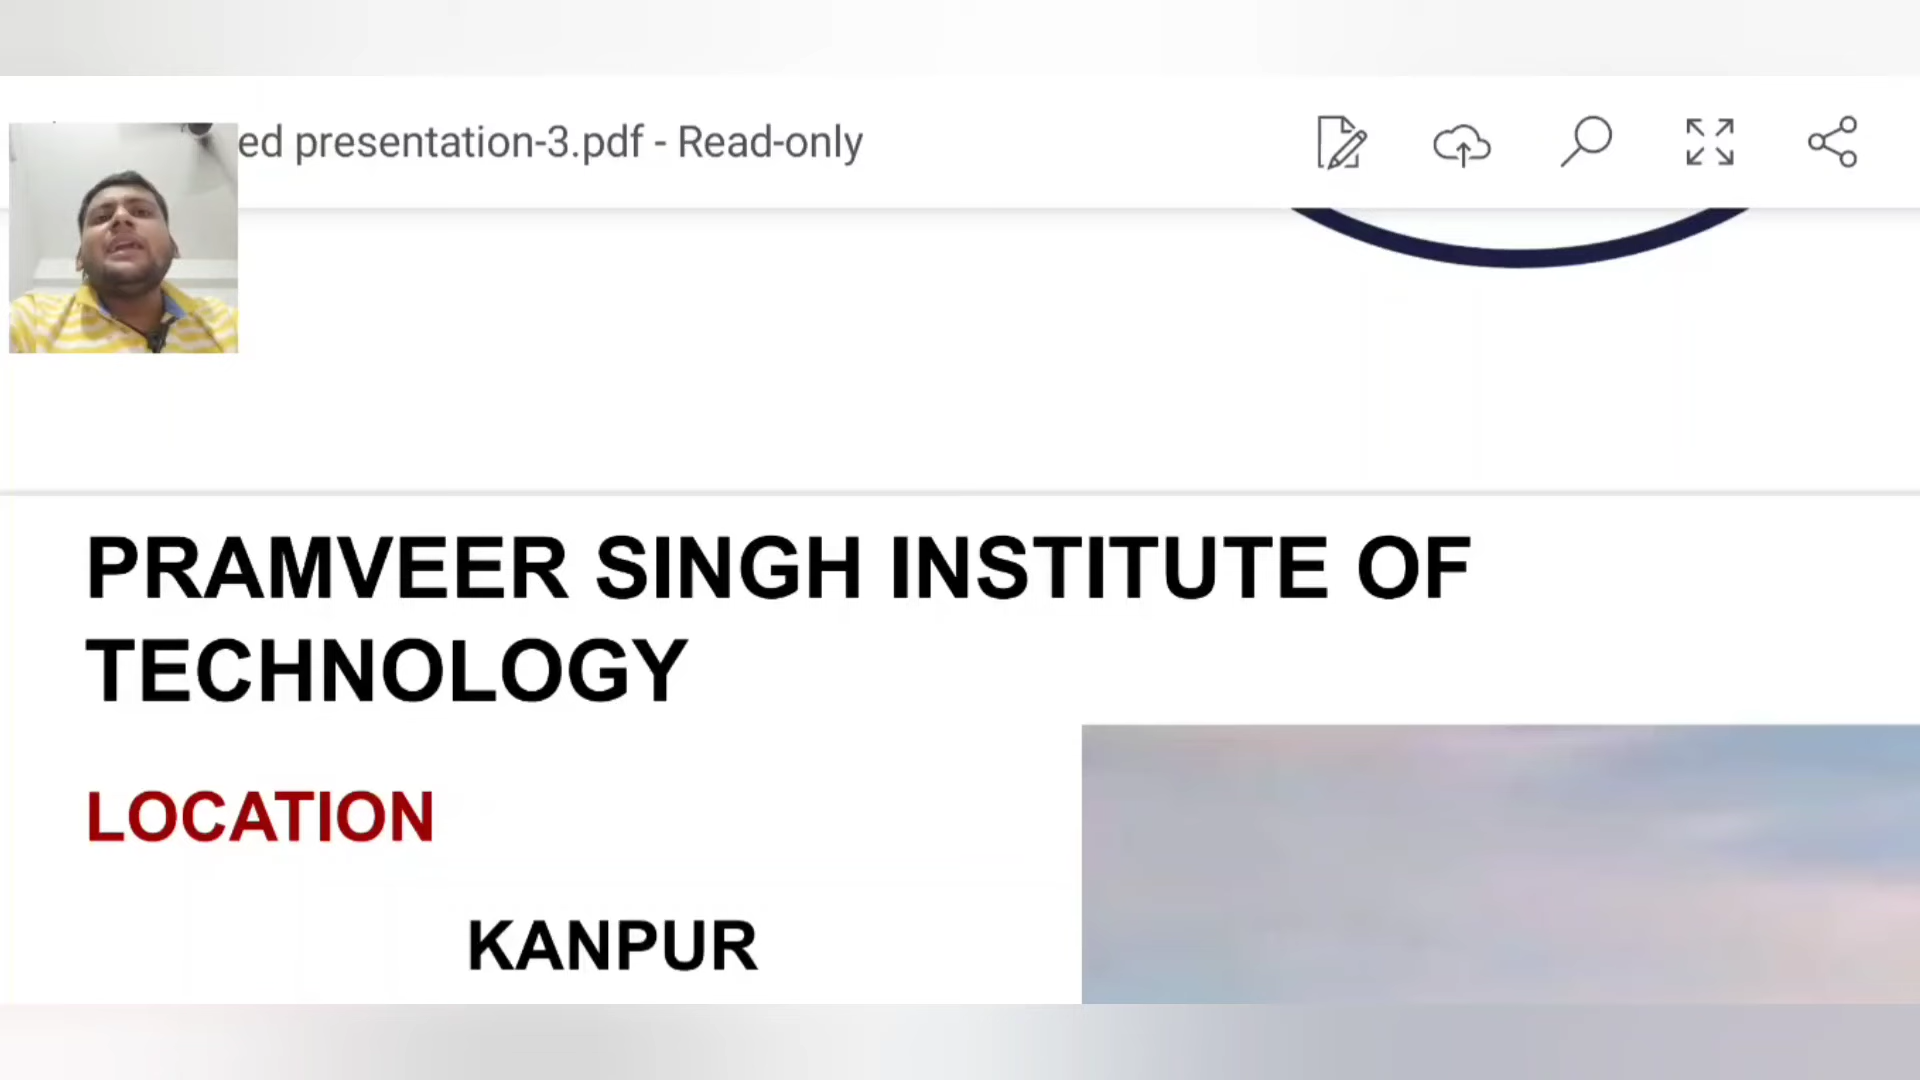 ed presentation-3.pdf - Read-only
PRAMVEER SINGH INSTITUTE OF
TECHNOLOGY
LOCATION
KANPUR